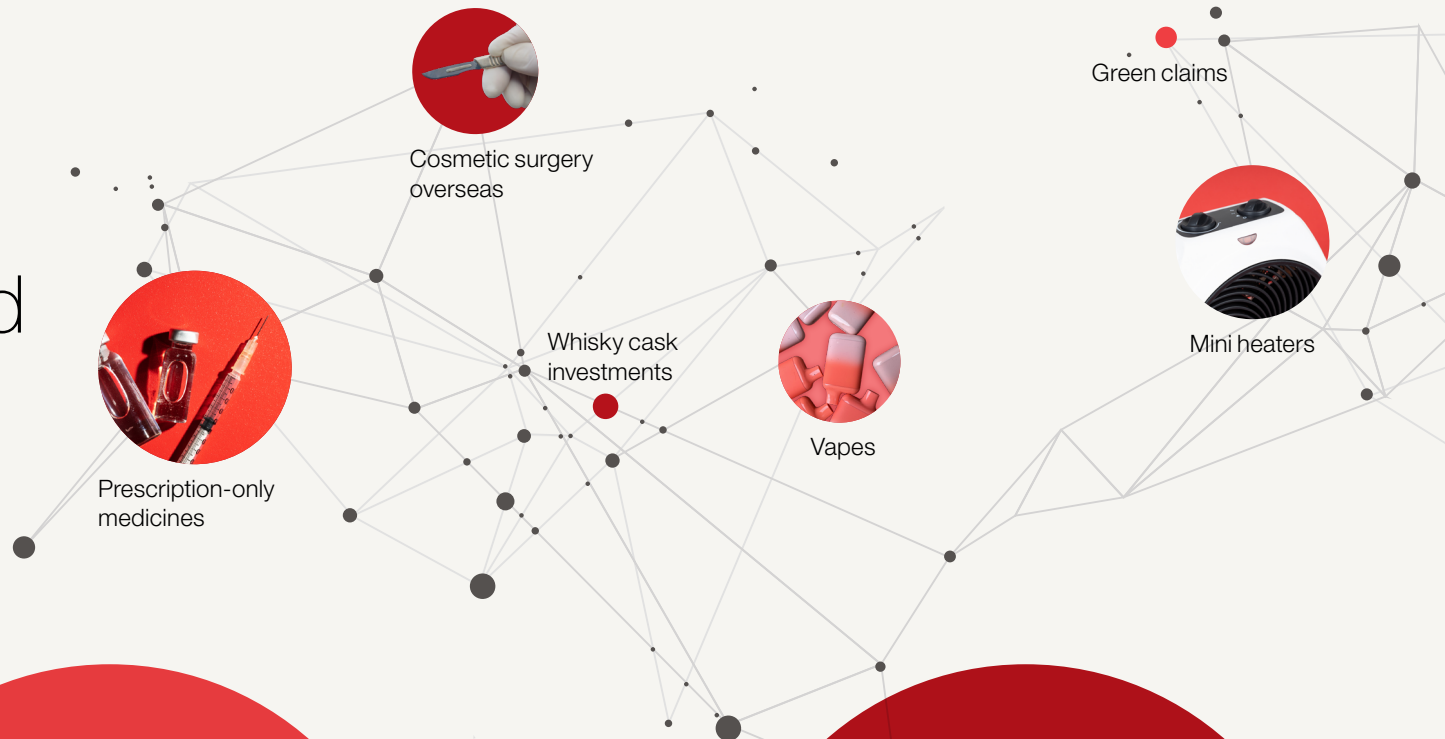 Green claims
Cosmetic surgery
overseas
d
Whisky cask
investments
Mini heaters
Vapes
Prescription-only
medicines